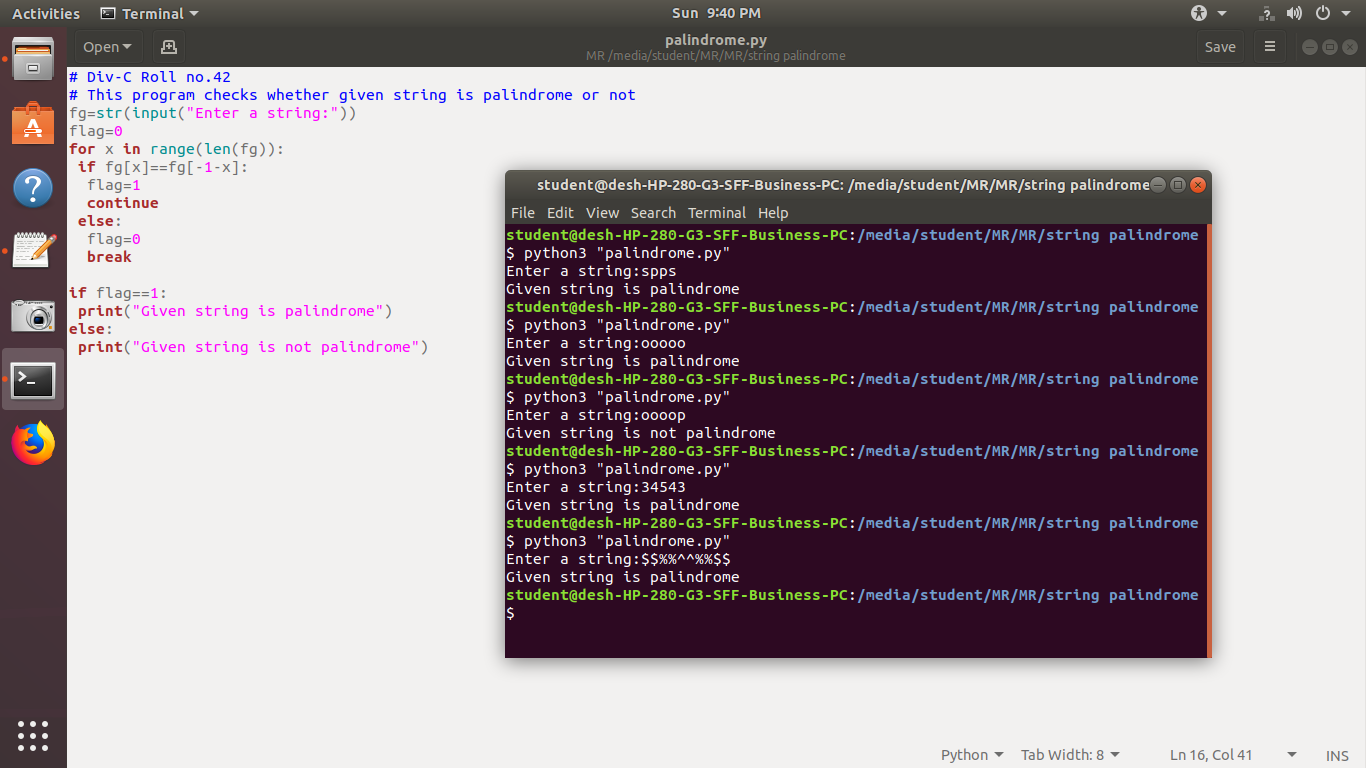 Activities Terminal Sun 9:40 PM
Open palindrome.py Save
MR /media/student/MR/MR/string palindrome
# Div-C Roll no.42
# This program checks whether given string is palindrome or not
fg=str(input("Enter a string:"))
flag=0
for x in range(len(fg)):
 if fg[x]==fg[-1-x]:
  flag=1
  continue
 else:
  flag=0
  break
if flag==1:
 print("Given string is palindrome")
else:
 print("Given string is not palindrome")
student@desh-HP-280-G3-SFF-Business-PC: /media/student/MR/MR/string palindrome
File Edit View Search Terminal Help
student@desh-HP-280-G3-SFF-Business-PC:/media/student/MR/MR/string palindrome
$ python3 "palindrome.py"
Enter a string:spps
Given string is palindrome
student@desh-HP-280-G3-SFF-Business-PC:/media/student/MR/MR/string palindrome
$ python3 "palindrome.py"
Enter a string:ooooo
Given string is palindrome
student@desh-HP-280-G3-SFF-Business-PC:/media/student/MR/MR/string palindrome
$ python3 "palindrome.py"
Enter a string:oooop
Given string is not palindrome
student@desh-HP-280-G3-SFF-Business-PC:/media/student/MR/MR/string palindrome
$ python3 "palindrome.py"
Enter a string:34543
Given string is palindrome
student@desh-HP-280-G3-SFF-Business-PC:/media/student/MR/MR/string palindrome
$ python3 "palindrome.py"
Enter a string:$$%%^^%%$$
Given string is palindrome
student@desh-HP-280-G3-SFF-Business-PC:/media/student/MR/MR/string palindrome
$
Python Tab Width: 8 Ln 16, Col 41 INS